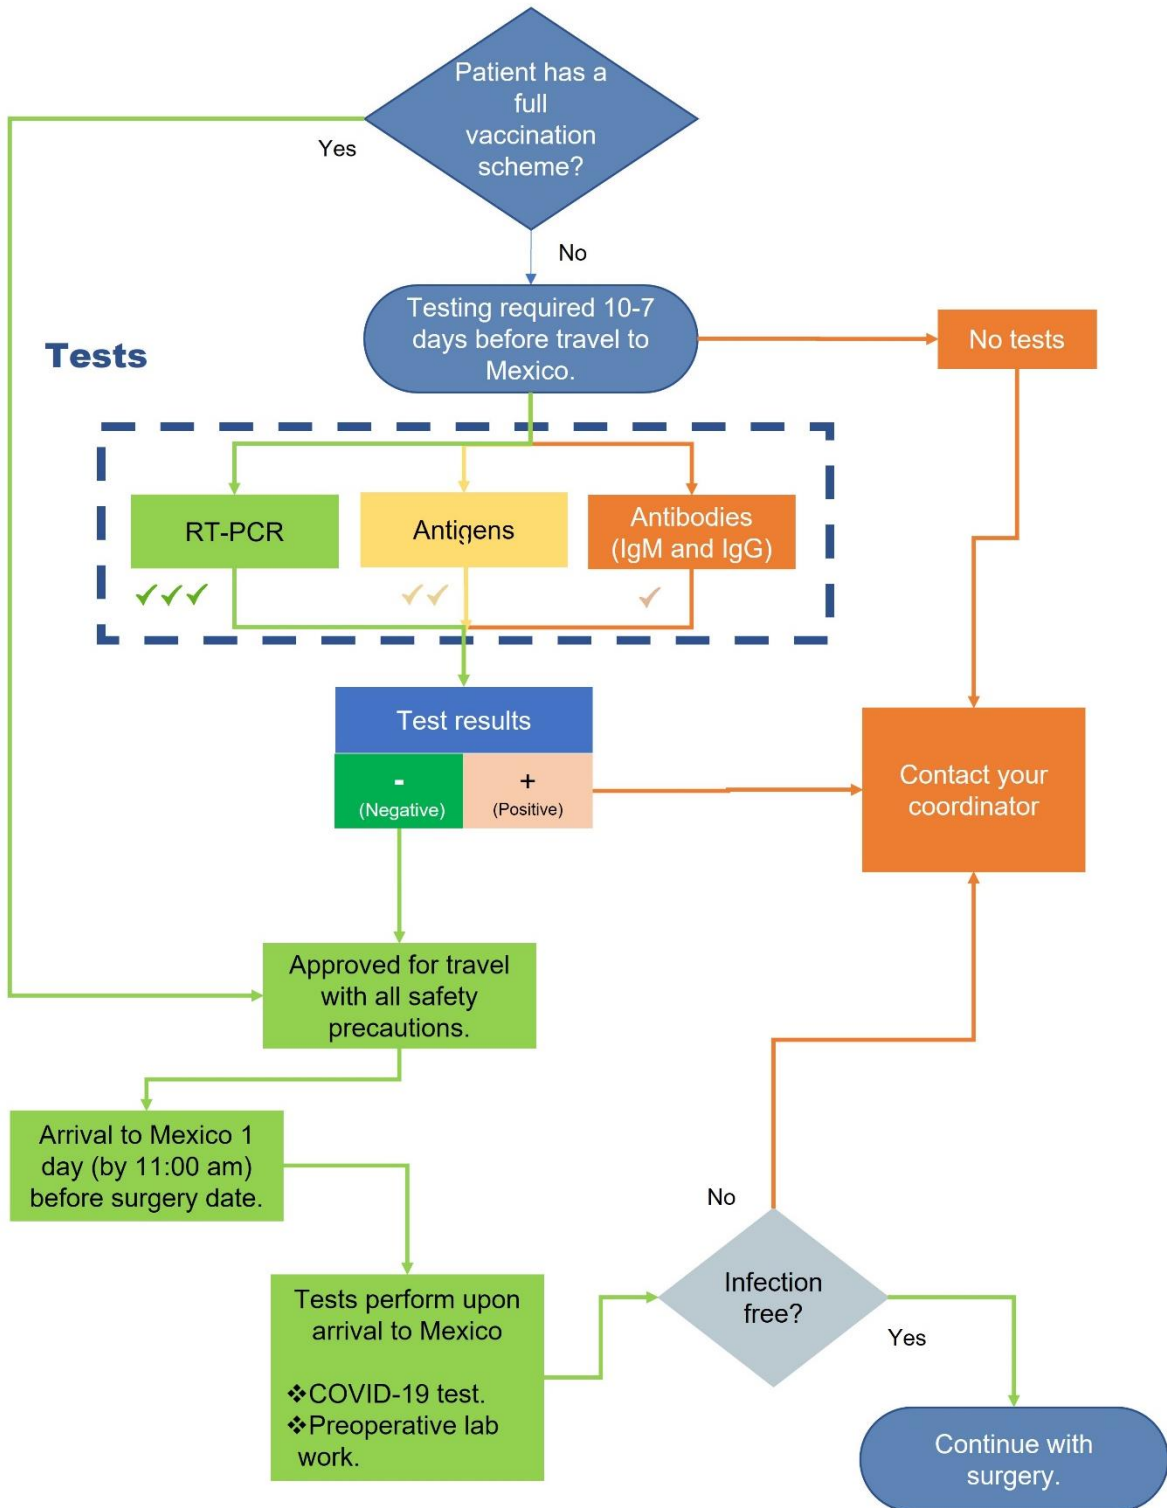 Patient has a
full
vaccination
scheme?
Yes
No
Testing required 10-7
days before travel to
Mexico.
No tests
Tests
RT-PCR
Antigens
Antibodies
(IgM and IgG)
Test results
-
(Negative)
+
(Positive)
Contact your
coordinator
Approved for travel
with all safety
precautions.
Arrival to Mexico 1
day (by 11:00 am)
before surgery date.
Tests perform upon
arrival to Mexico
❖COVID-19 test.
❖Preoperative lab
work.
No
Infection
free?
Yes
Continue with
surgery.